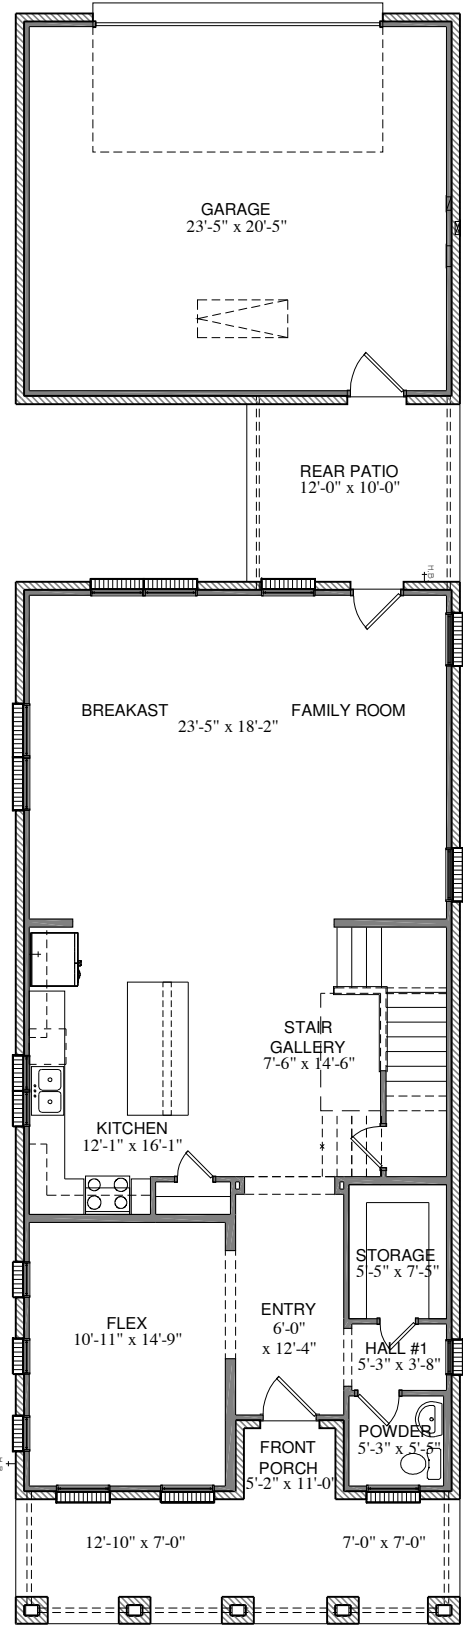 GARAGE
23'-5" x 20'-5"
REAR PATIO
12'-0" x 10'-0"
H.B.
BREAKAST
FAMILY ROOM
23'-5" x 18'-2"
STAIR
GALLERY
7'-6" x 14'-6"
KITCHEN
12'-1" x 16'-1"
STORAGE
5'-5" x 7'-5"
ENTRY
6'-0"
x 12'-4"
FLEX
10'-11" x 14'-9"
HALL #1
5'-3" x 3'-8"
POWDER
5'-3" x 5'-5"
FRONT
PORCH
5'-2" x 11'-0"
H.B.
12'-10" x 7'-0"
7'-0" x 7'-0"